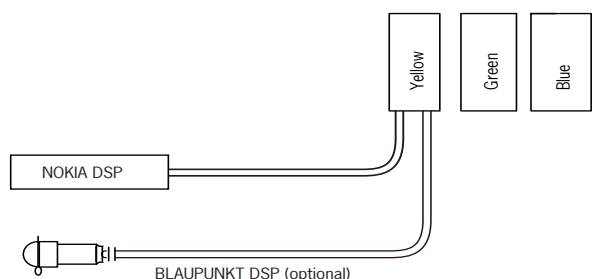 Yellow
Green
Blue
NOKIA DSP
BLAUPUNKT DSP (optional)